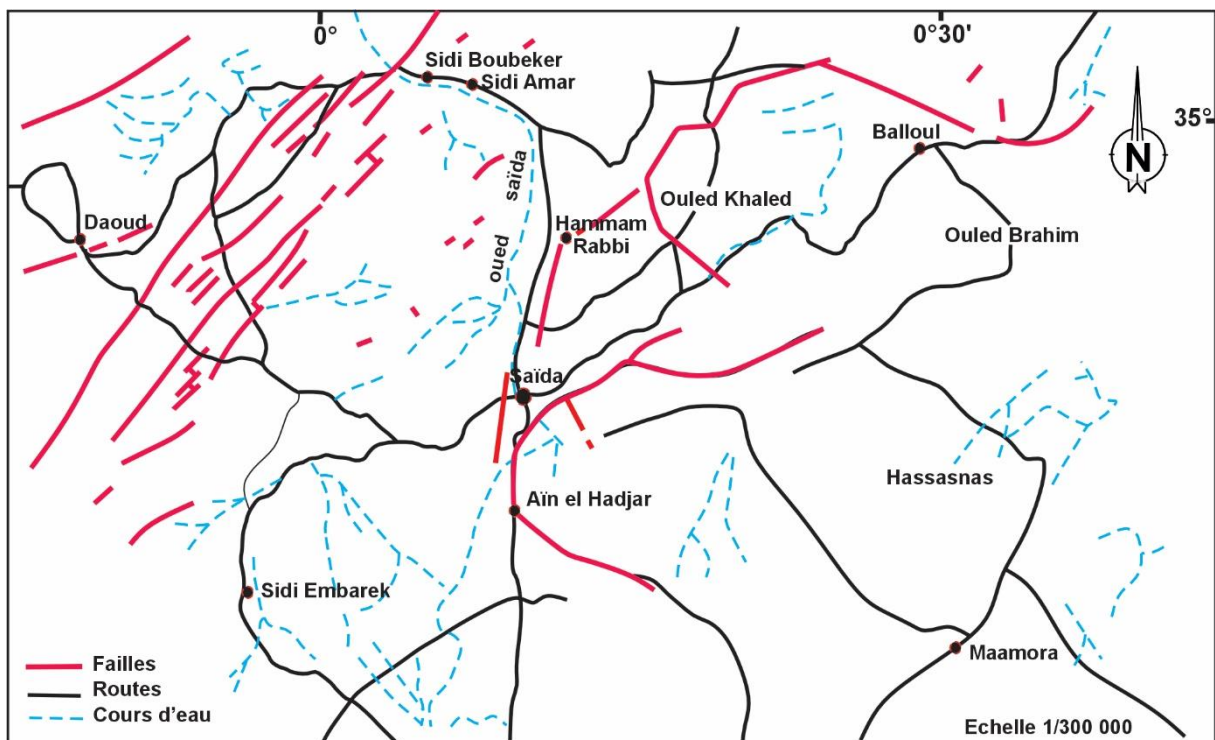 0°
0°30'
Sidi Boubeker
Sidi Amar
35°
N
Balloul
saïda
oued
Ouled Khaled
Daoud
Hammam
Rabbi
Ouled Brahim
Saïda
Hassasnas
Aïn el Hadjar
Sidi Embarek
Maamora
Failles
Routes
Cours d'eau
Echelle 1/300 000